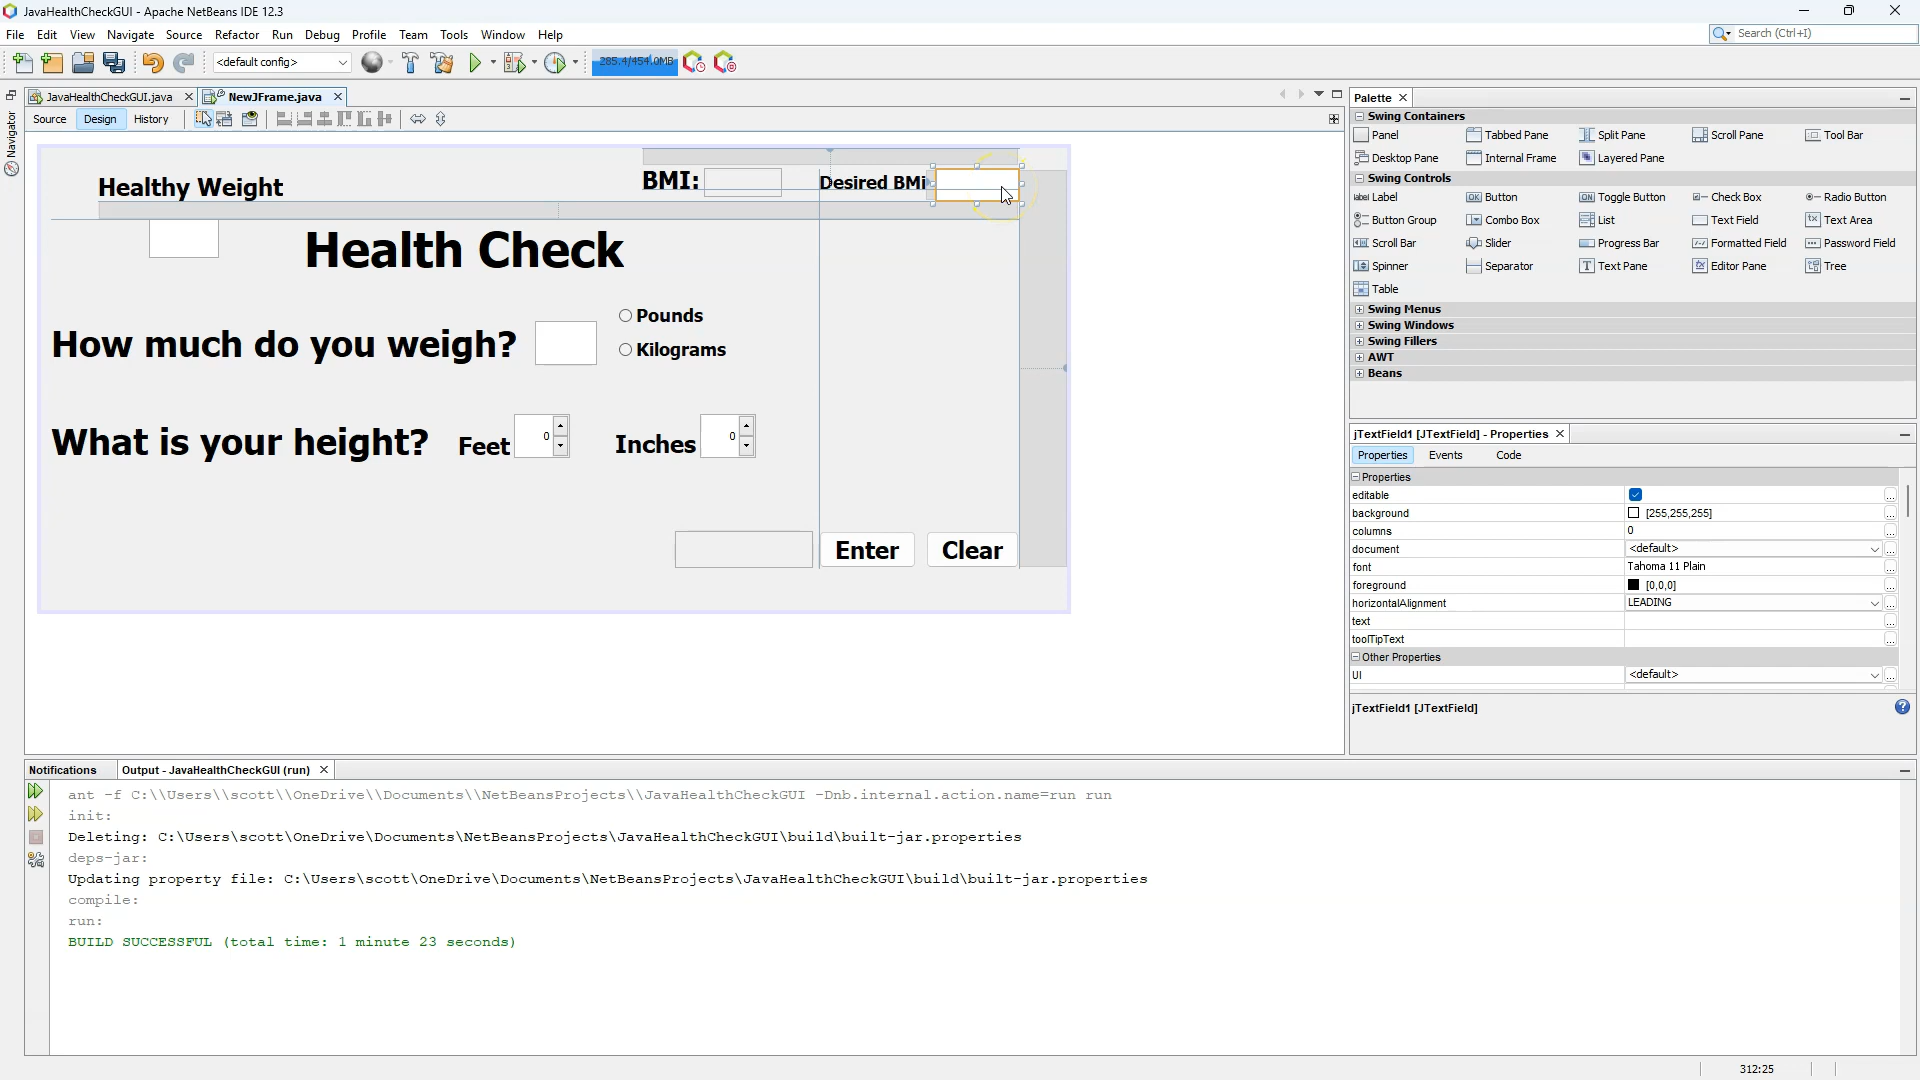 JavaHealthCheckGUI - Apache NetBeans IDE 12.3
File Edit View Navigate Source Refactor Run Debug Profile Team Tools Window Help
Search (Ctrl+I)
<default config>
285.4/454.0MB
JavaHealthCheckGUI.java
NewJFrame.java
Source Design History
Navigator
Healthy Weight
BMI:
Desired BMi
Health Check
How much do you weigh?
Pounds
Kilograms
What is your height?
Feet
0
Inches
0
Enter
Clear
Palette
Swing Containers
Panel Tabbed Pane Split Pane Scroll Pane Tool Bar
Desktop Pane Internal Frame Layered Pane
Swing Controls
Label Button Toggle Button Check Box Radio Button
Button Group Combo Box List Text Field Text Area
Scroll Bar Slider Progress Bar Formatted Field Password Field
Spinner Separator Text Pane Editor Pane Tree
Table
Swing Menus
Swing Windows
Swing Fillers
AWT
Beans
jTextField1 [JTextField] - Properties
Properties Events Code
Properties
editable
background [255,255,255]
columns 0
document <default>
font Tahoma 11 Plain
foreground [0,0,0]
horizontalAlignment LEADING
text
toolTipText
Other Properties
UI <default>
jTextField1 [JTextField]
Notifications
Output - JavaHealthCheckGUI (run)
ant -f C:\\Users\\scott\\OneDrive\\Documents\\NetBeansProjects\\JavaHealthCheckGUI -Dnb.internal.action.name=run run
init:
Deleting: C:\Users\scott\OneDrive\Documents\NetBeansProjects\JavaHealthCheckGUI\build\built-jar.properties
deps-jar:
Updating property file: C:\Users\scott\OneDrive\Documents\NetBeansProjects\JavaHealthCheckGUI\build\built-jar.properties
compile:
run:
BUILD SUCCESSFUL (total time: 1 minute 23 seconds)
312:25